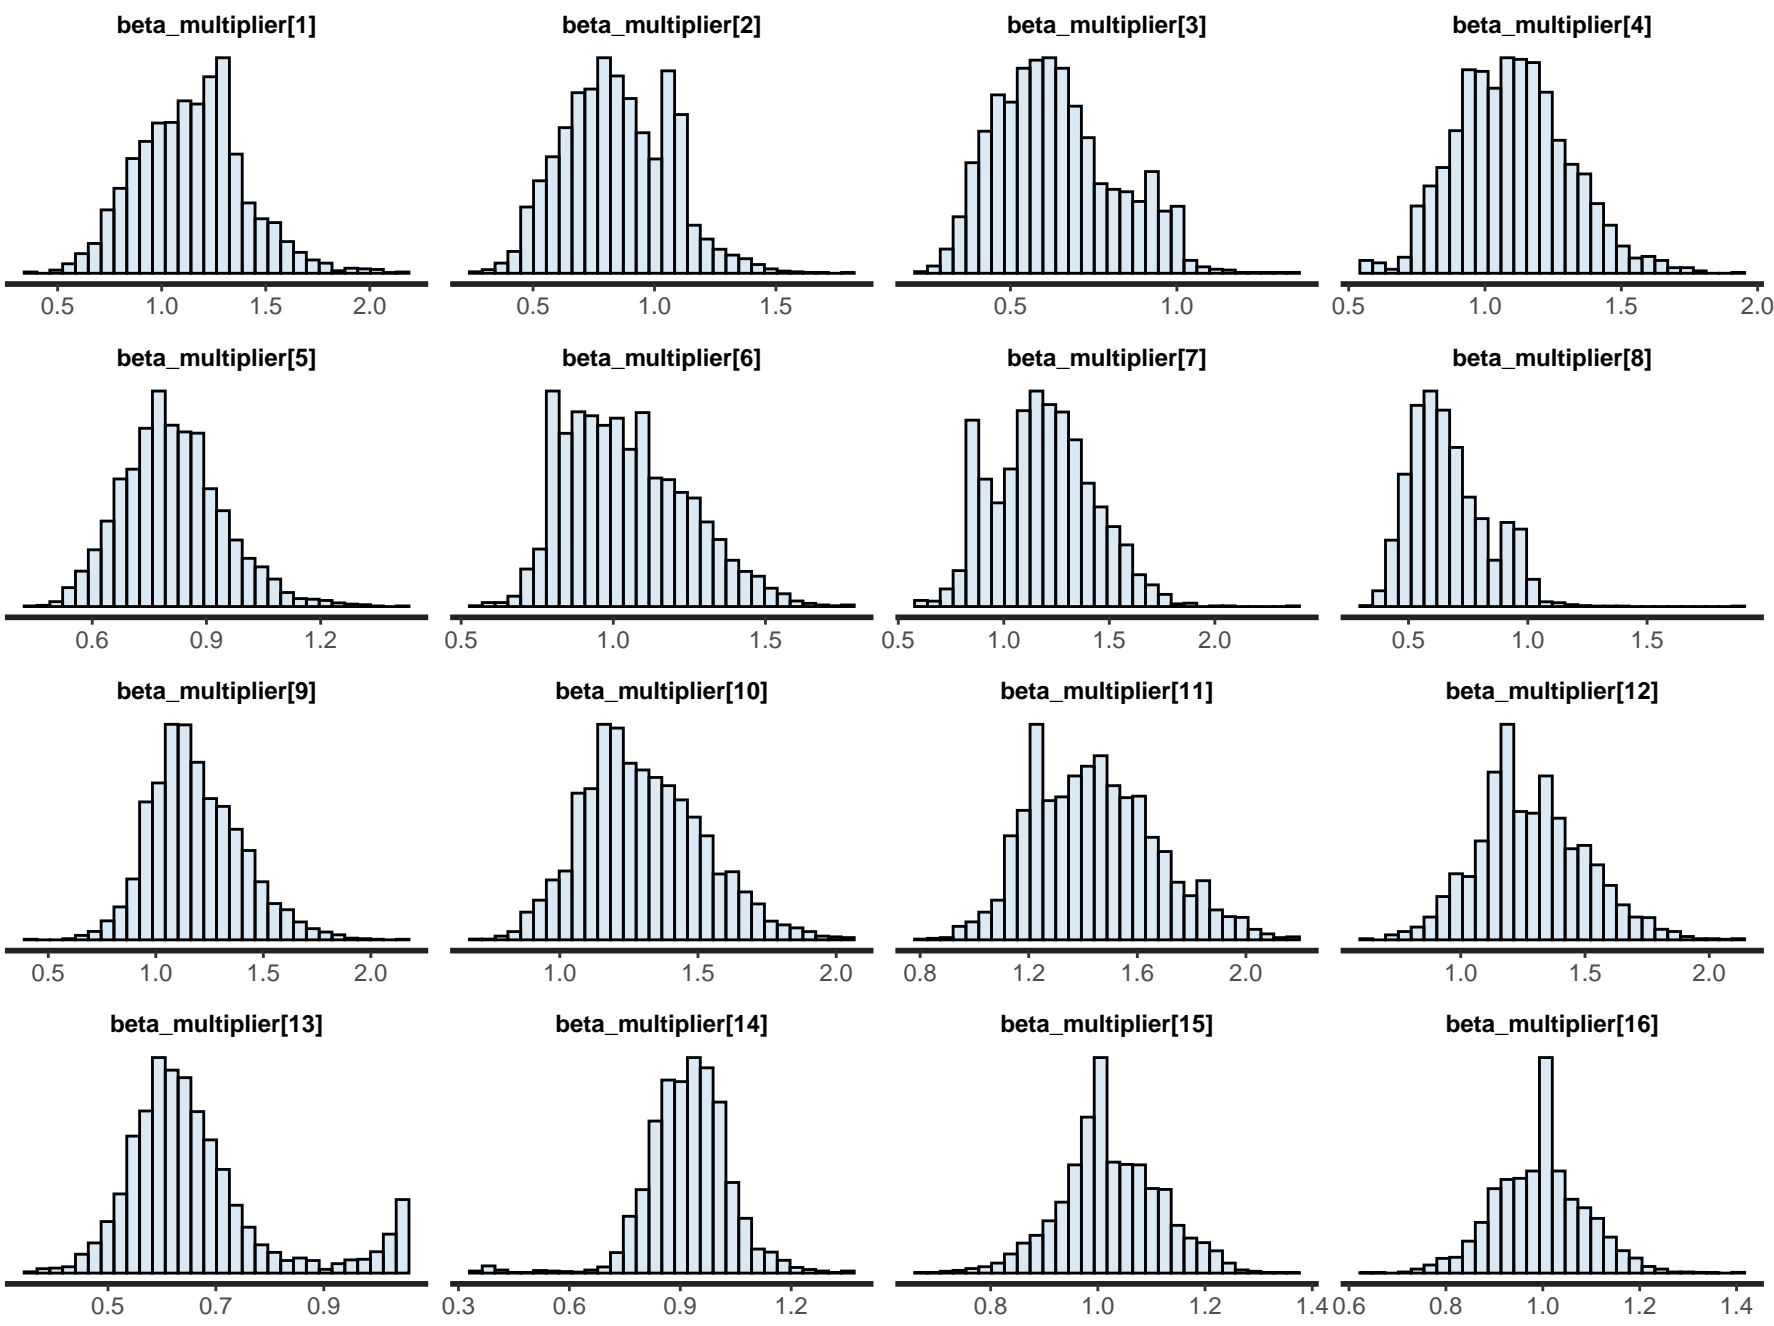 beta_multiplier[1] beta_multiplier[2] beta_multiplier[3] beta_multiplier[4]
0.5 1.0 1.5 2.0 0.5 1.0 1.5 0.5 1.0 0.5 1.0 1.5 2.0
beta_multiplier[5] beta_multiplier[6] beta_multiplier[7] beta_multiplier[8]
0.6 0.9 1.2 0.5 1.0 1.5 0.5 1.0 1.5 2.0 0.5 1.0 1.5
beta_multiplier[9] beta_multiplier[10] beta_multiplier[11] beta_multiplier[12]
0.5 1.0 1.5 2.0 1.0 1.5 2.0 0.8 1.2 1.6 2.0 1.0 1.5 2.0
beta_multiplier[13] beta_multiplier[14] beta_multiplier[15] beta_multiplier[16]
0.5 0.7 0.9 0.3 0.6 0.9 1.2 0.8 1.0 1.2 1.4 0.6 0.8 1.0 1.2 1.4